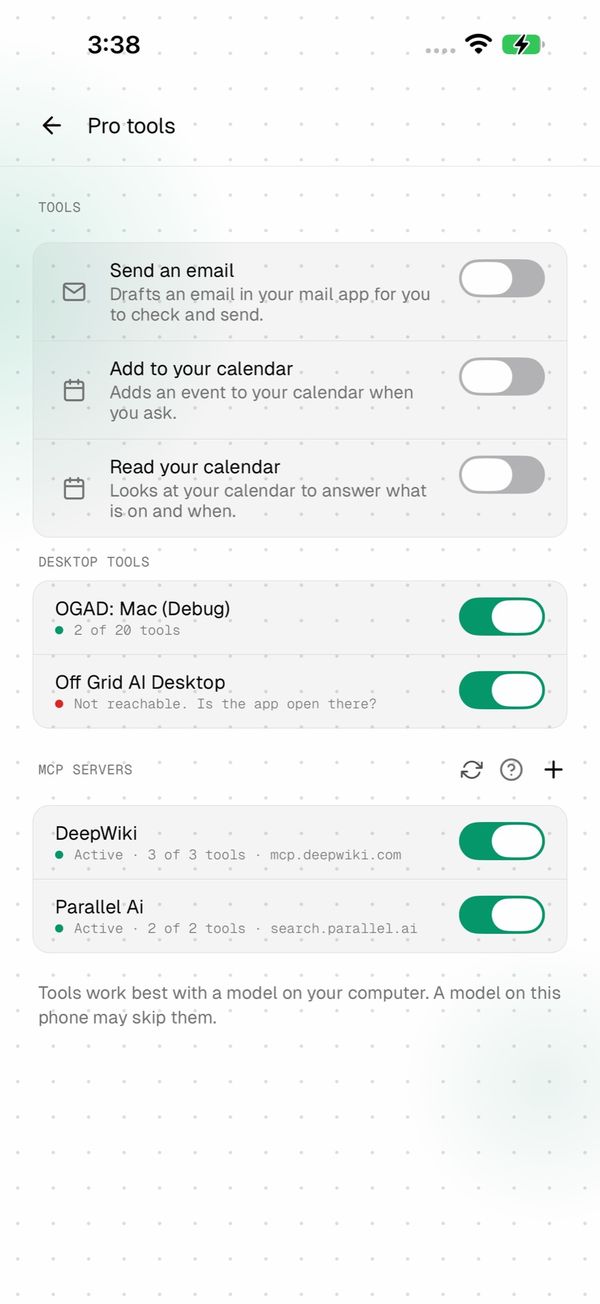 3:38
Pro tools
TOOLS
Send an email
Drafts an email in your mail app for you
to check and send.
Add to your calendar
Adds an event to your calendar when
you ask.
Read your calendar
Looks at your calendar to answer what
is on and when.
DESKTOP TOOLS
OGAD: Mac (Debug)
2 of 20 tools
Off Grid AI Desktop
Not reachable. Is the app open there?
MCP SERVERS
DeepWiki
Active · 3 of 3 tools · mcp.deepwiki.com
Parallel Ai
Active · 2 of 2 tools · search.parallel.ai
Tools work best with a model on your computer. A model on this
phone may skip them.